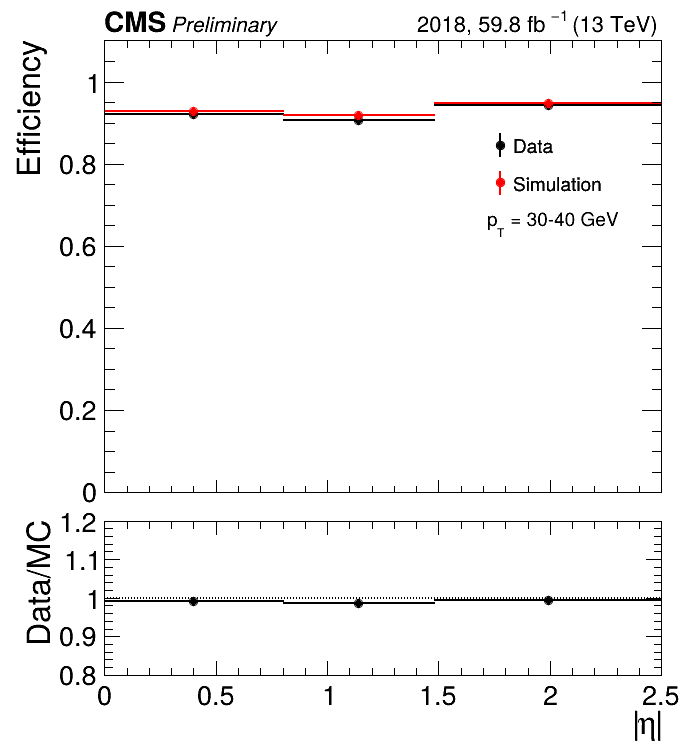 CMS Preliminary 2018, 59.8 fb⁻¹ (13 TeV)
Efficiency
1
0.8
0.6
0.4
0.2
0
Data
Simulation
p_T = 30-40 GeV
Data/MC
1.2
1.1
1
0.9
0.8
0 0.5 1 1.5 2 2.5
|η|